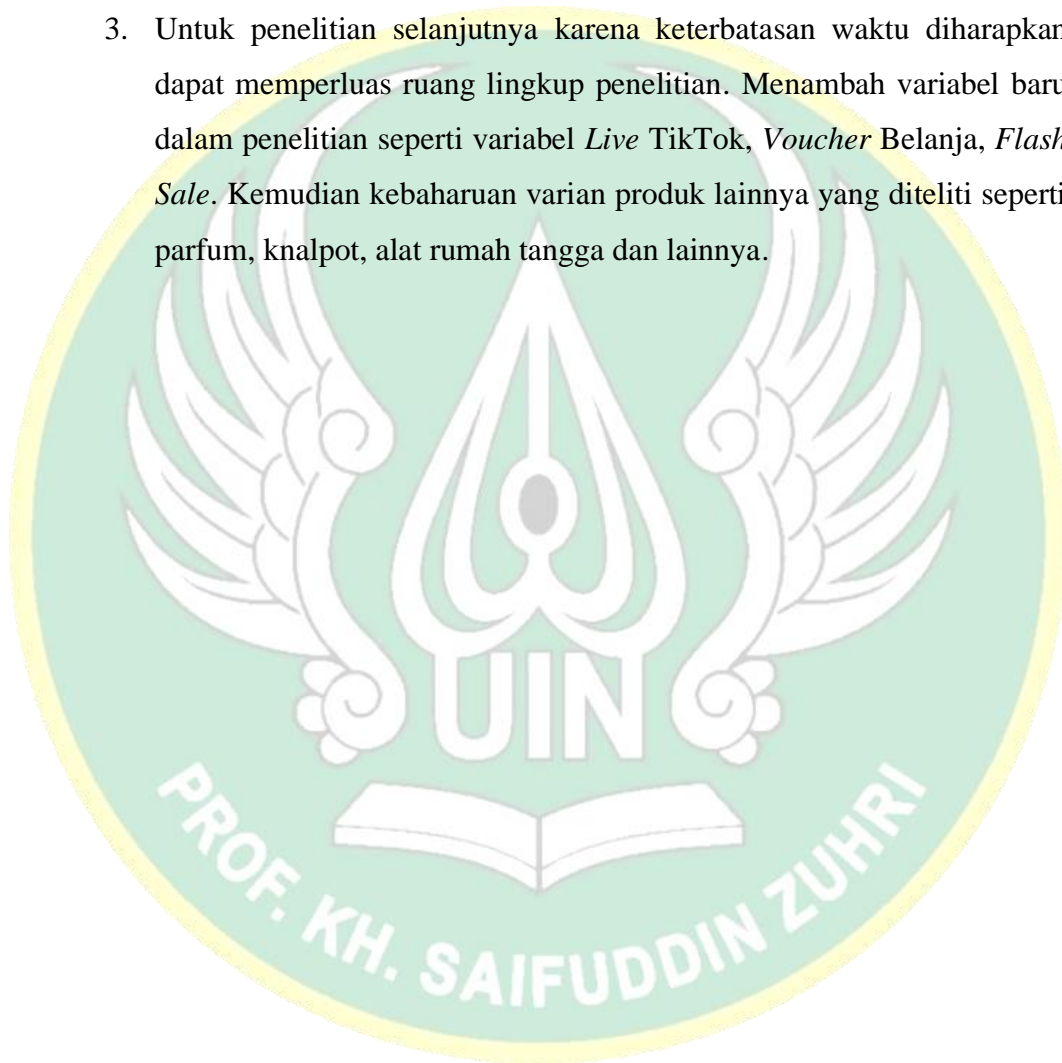 3. Untuk penelitian selanjutnya karena keterbatasan waktu diharapkan
dapat memperluas ruang lingkup penelitian. Menambah variabel baru
dalam penelitian seperti variabel Live TikTok, Voucher Belanja, Flash
Sale. Kemudian kebaharuan varian produk lainnya yang diteliti seperti
parfum, knalpot, alat rumah tangga dan lainnya.
UIN
PROF. KH. SAIFUDDIN ZUHRI